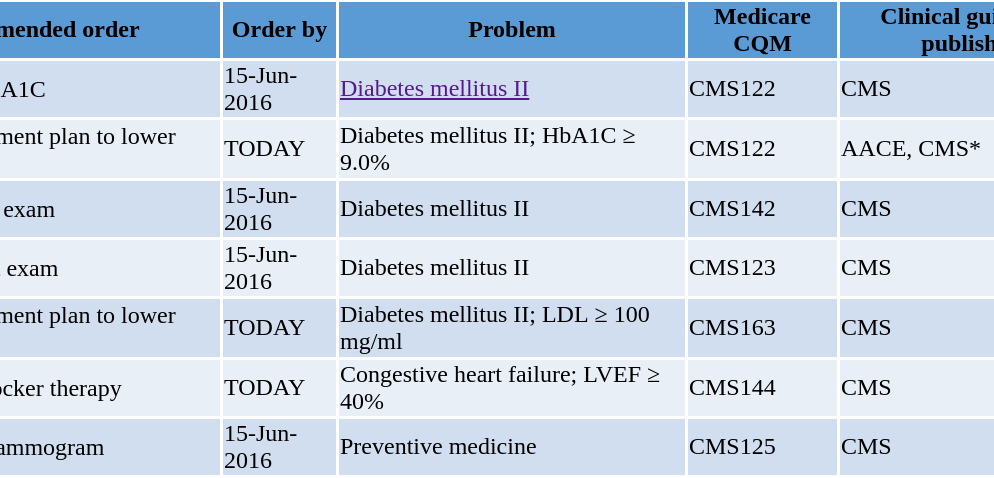 mended order Order by Problem Medicare CQM Clinical gui publish
A1C 15-Jun-2016 Diabetes mellitus II CMS122 CMS
ment plan to lower TODAY Diabetes mellitus II; HbA1C ≥ 9.0% CMS122 AACE, CMS*
exam 15-Jun-2016 Diabetes mellitus II CMS142 CMS
exam 15-Jun-2016 Diabetes mellitus II CMS123 CMS
ment plan to lower TODAY Diabetes mellitus II; LDL ≥ 100 mg/ml CMS163 CMS
ocker therapy TODAY Congestive heart failure; LVEF ≥ 40% CMS144 CMS
ammogram 15-Jun-2016 Preventive medicine CMS125 CMS